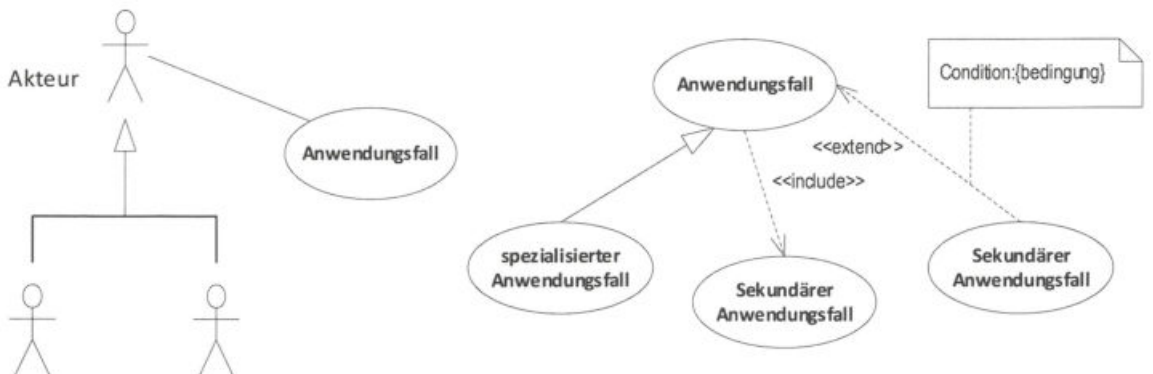 Akteur
Anwendungsfall
Anwendungsfall
Condition:{bedingung}
<<extend>>
<<include>>
spezialisierter
Anwendungsfall
Sekundärer
Anwendungsfall
Sekundärer
Anwendungsfall